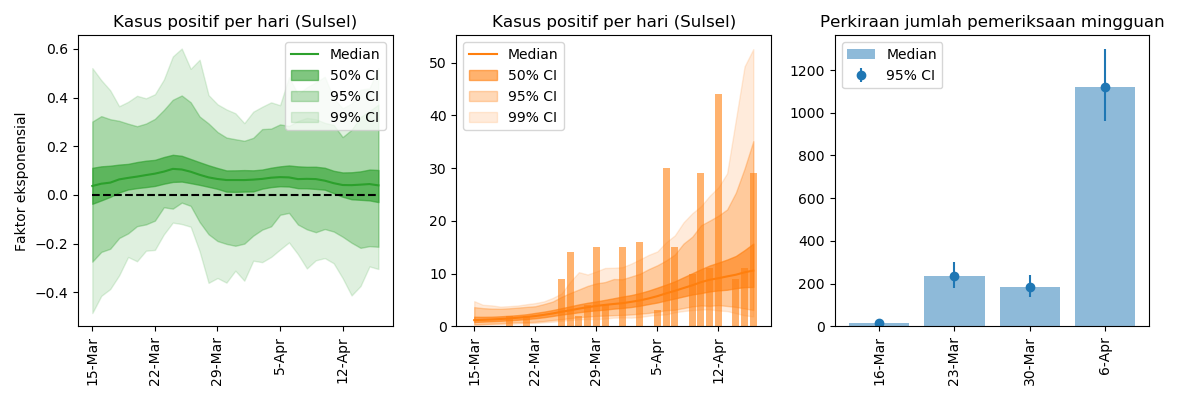 Kasus positif per hari (Sulsel)
Faktor eksponensial
0.6
0.4
0.2
0.0
−0.2
−0.4
Median
50% CI
95% CI
99% CI
15-Mar
22-Mar
29-Mar
5-Apr
12-Apr
Kasus positif per hari (Sulsel)
50
40
30
20
10
0
Median
50% CI
95% CI
99% CI
15-Mar
22-Mar
29-Mar
5-Apr
12-Apr
Perkiraan jumlah pemeriksaan mingguan
1200
1000
800
600
400
200
0
Median
95% CI
16-Mar
23-Mar
30-Mar
6-Apr